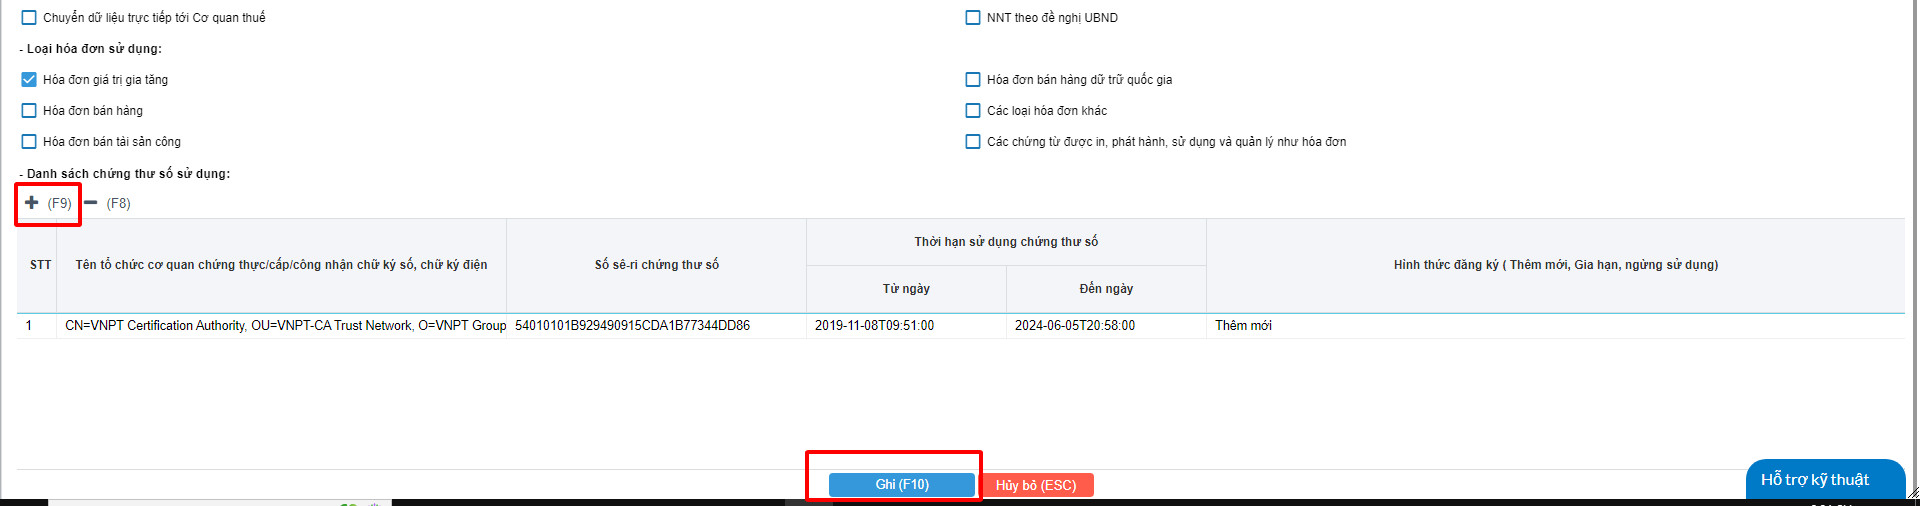 Chuyển dữ liệu trực tiếp tới Cơ quan thuế
NNT theo đề nghị UBND
- Loại hóa đơn sử dụng:
Hóa đơn giá trị gia tăng
Hóa đơn bán hàng dữ trữ quốc gia
Hóa đơn bán hàng
Các loại hóa đơn khác
Hóa đơn bán tài sản công
Các chứng từ được in, phát hành, sử dụng và quản lý như hóa đơn
- Danh sách chứng thư số sử dụng:
(F9)
(F8)
STT
Tên tổ chức cơ quan chứng thực/cấp/công nhận chữ ký số, chữ ký điện
Số sê-ri chứng thư số
Thời hạn sử dụng chứng thư số
Từ ngày
Đến ngày
Hình thức đăng ký ( Thêm mới, Gia hạn, ngừng sử dụng)
1
CN=VNPT Certification Authority, OU=VNPT-CA Trust Network, O=VNPT Group
54010101B929490915CDA1B77344DD86
2019-11-08T09:51:00
2024-06-05T20:58:00
Thêm mới
Ghi (F10)
Hủy bỏ (ESC)
Hỗ trợ kỹ thuật